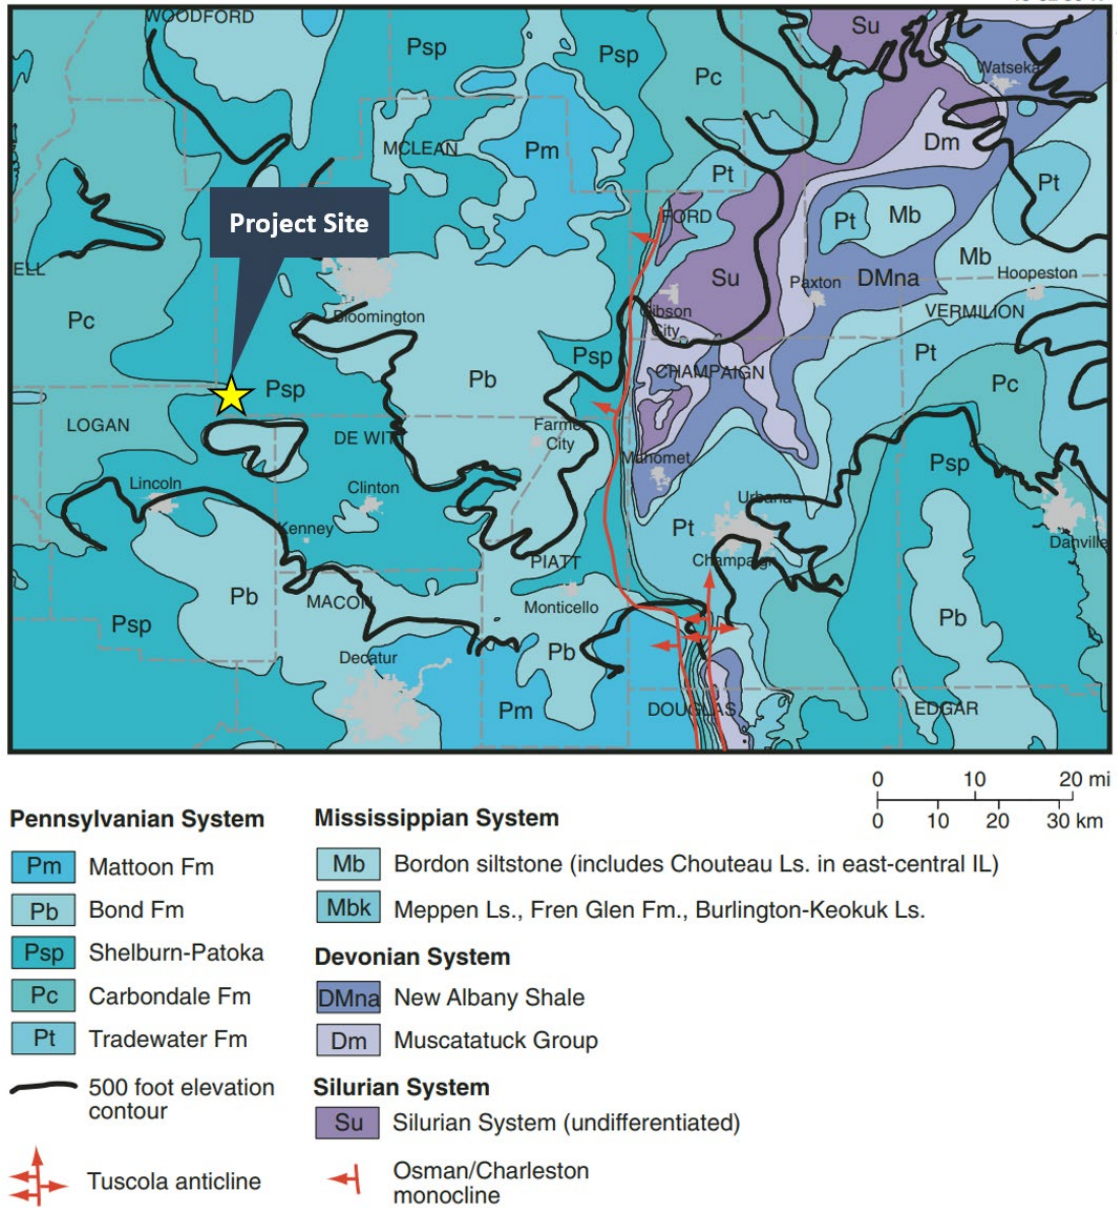 WOODFORD
Psp
Psp
Su
Pc
Watseka
MCLEAN
Pm
Dm
Pt
Pt
Project Site
FORD
Pt
Mb
ELL
Su
Mb
Paxton
DMna
Hoopeston
Pc
Bloomington
Gibson
City
VERMILION
Psp
Pt
Psp
Pb
CHAMPAIGN
Pc
LOGAN
DE WIT
Farmer
City
Mahomet
Psp
Lincoln
Clinton
Urbana
Kenney
Pt
Danville
PIATT
Champaign
Pb
MACON
Monticello
Psp
Pb
Decatur
Pb
Pm
DOUGLAS
EDGAR
0 10 20 mi
0 10 20 30 km
Pennsylvanian System
Pm Mattoon Fm
Pb Bond Fm
Psp Shelburn-Patoka
Pc Carbondale Fm
Pt Tradewater Fm
500 foot elevation
contour
Tuscola anticline
Mississippian System
Mb Bordon siltstone (includes Chouteau Ls. in east-central IL)
Mbk Meppen Ls., Fren Glen Fm., Burlington-Keokuk Ls.
Devonian System
DMna New Albany Shale
Dm Muscatatuck Group
Silurian System
Su Silurian System (undifferentiated)
Osman/Charleston
monocline